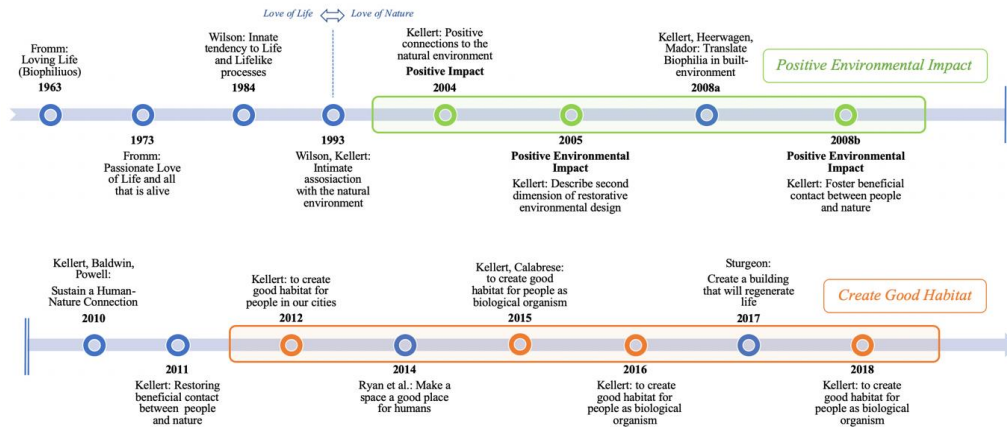 Love of Life
Love of Nature
Fromm:
Loving Life
(Biophiliuos)
1963
Wilson: Innate
tendency to Life
and Lifelike
processes
1984
Kellert: Positive
connections to the
natural environment
Positive Impact
2004
Kellert, Heerwagen,
Mador: Translate
Biophilia in built-
environment
2008a
Positive Environmental Impact
1973
Fromm:
Passionate Love
of Life and all
that is alive
1993
Wilson, Kellert:
Intimate
assosiaction
with the natural
environment
2005
Positive Environmental
Impact
Kellert: Describe second
dimension of restorative
environmental design
2008b
Positive Environmental
Impact
Kellert: Foster beneficial
contact between people
and nature
Kellert, Baldwin,
Powell:
Sustain a Human-
Nature Connection
2010
Kellert: to create
good habitat for
people in our cities
2012
Kellert, Calabrese:
to create good
habitat for people as
biological organism
2015
Sturgeon:
Create a building
that will regenerate
life
2017
Create Good Habitat
2011
Kellert: Restoring
beneficial contact
between people
and nature
2014
Ryan et al.: Make a
space a good place
for humans
2016
Kellert: to create
good habitat for
people as biological
organism
2018
Kellert: to create
good habitat for
people as biological
organism